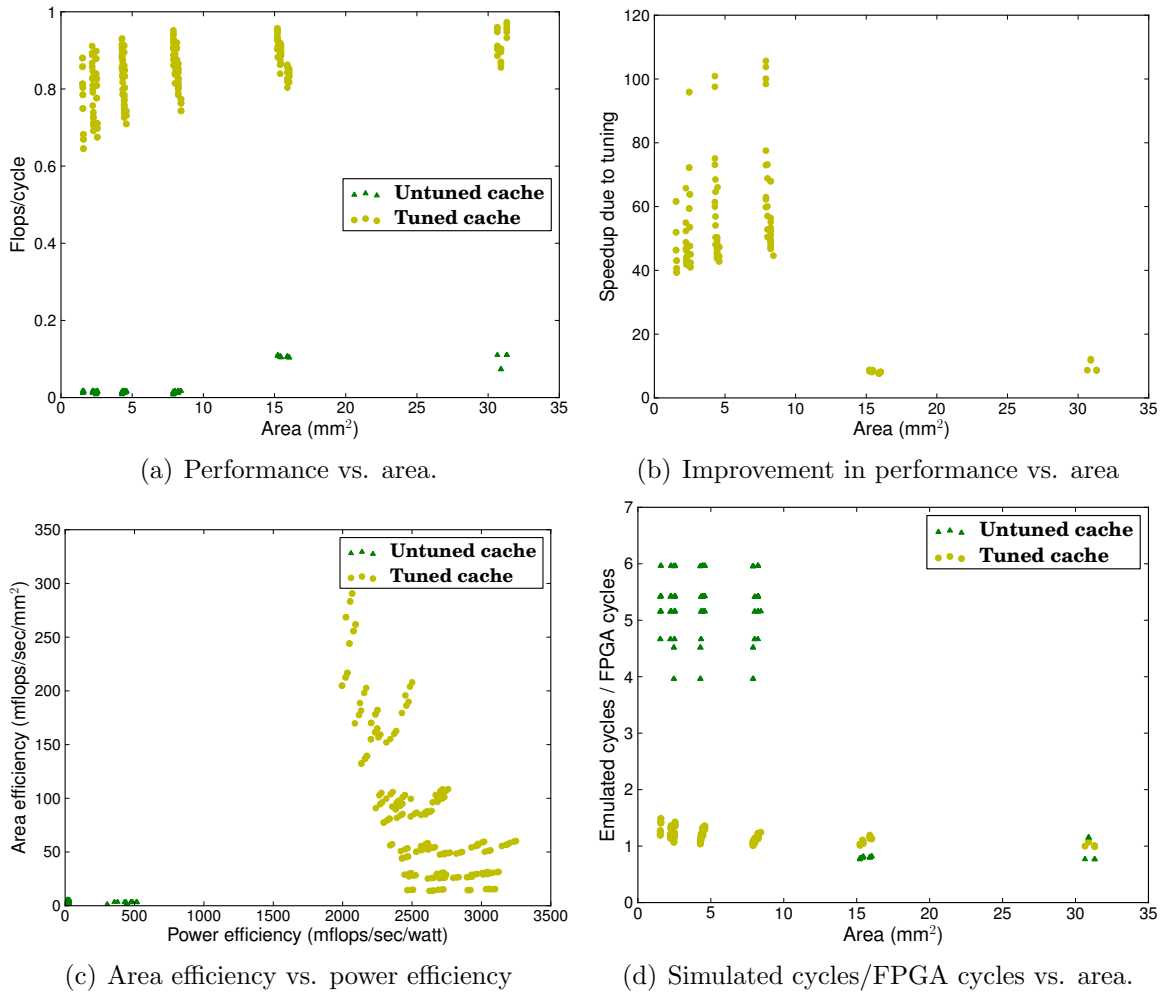 1
0.8
0.6
0.4
0.2
0
Flops/cycle
Untuned cache
Tuned cache
0 5 10 15 20 25 30 35
Area (mm²)
(a) Performance vs. area.
120
100
80
60
40
20
0
Speedup due to tuning
0 5 10 15 20 25 30 35
Area (mm²)
(b) Improvement in performance vs. area
350
300
250
200
150
100
50
0
Area efficiency (mflops/sec/mm²)
Untuned cache
Tuned cache
0 500 1000 1500 2000 2500 3000 3500
Power efficiency (mflops/sec/watt)
(c) Area efficiency vs. power efficiency
7
6
5
4
3
2
1
0
Emulated cycles / FPGA cycles
Untuned cache
Tuned cache
0 5 10 15 20 25 30 35
Area (mm²)
(d) Simulated cycles/FPGA cycles vs. area.